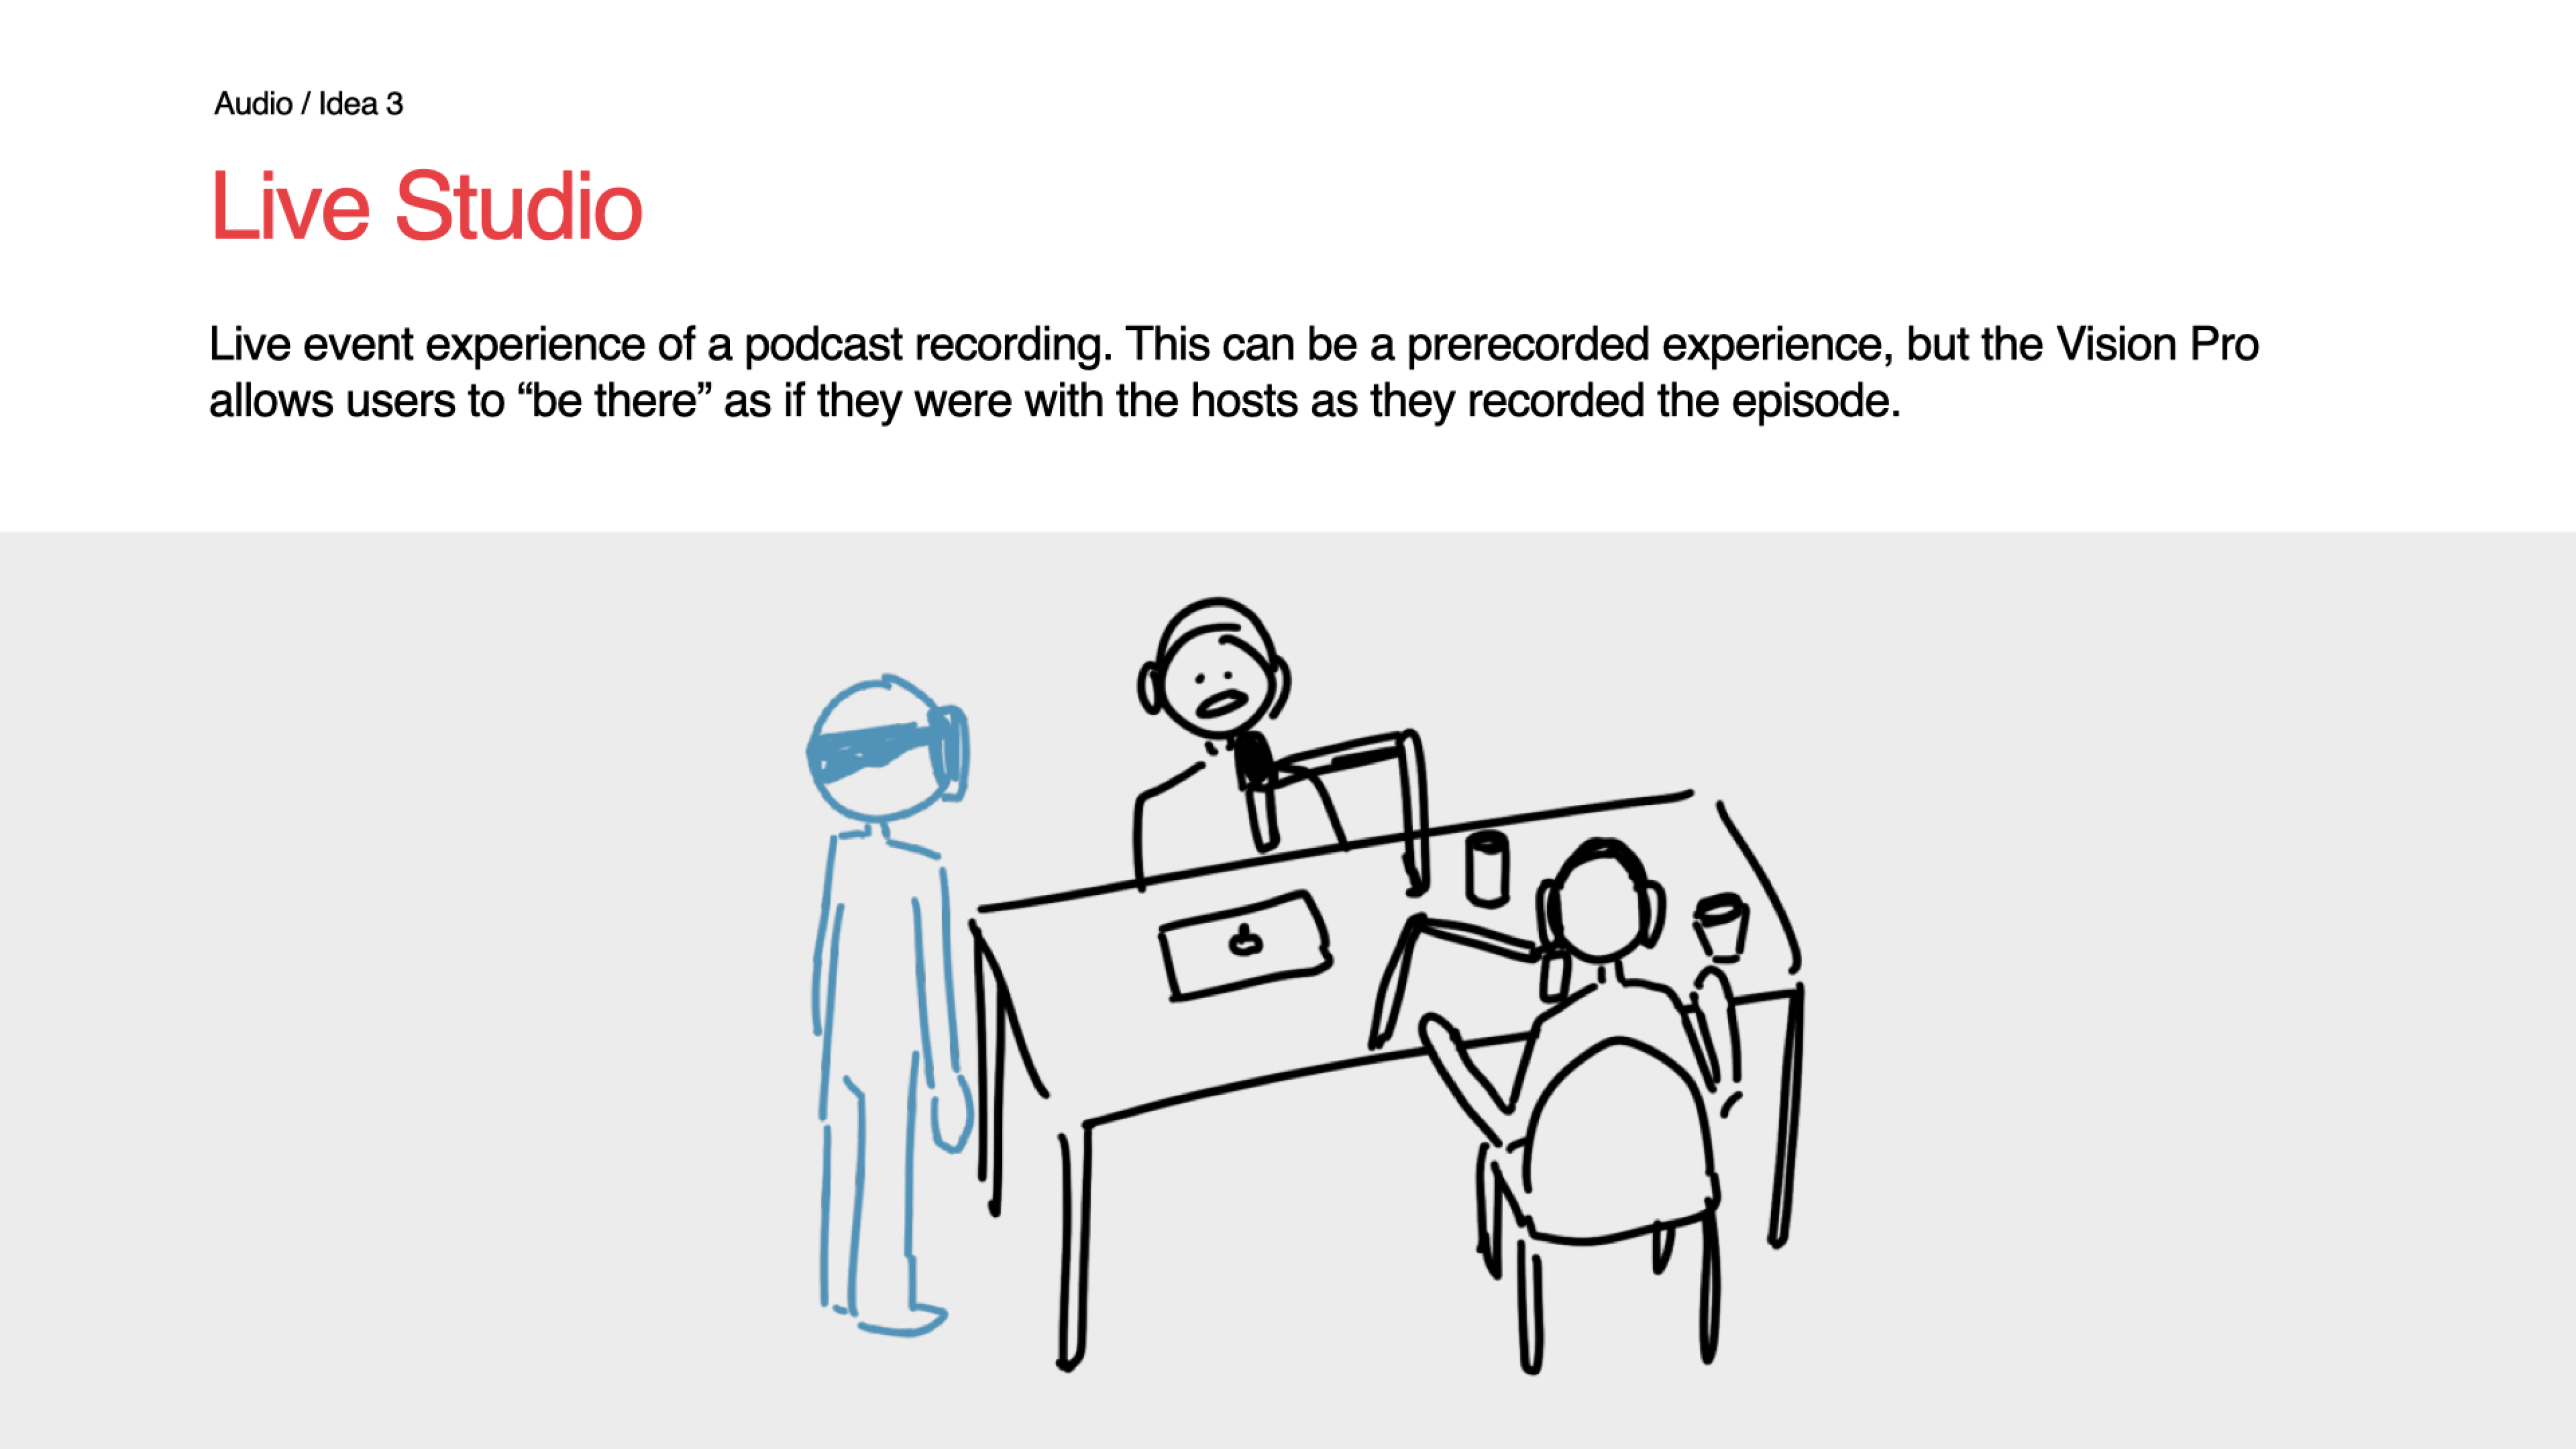 Audio / Idea 3
Live Studio
Live event experience of a podcast recording. This can be a prerecorded experience, but the Vision Pro
allows users to “be there” as if they were with the hosts as they recorded the episode.